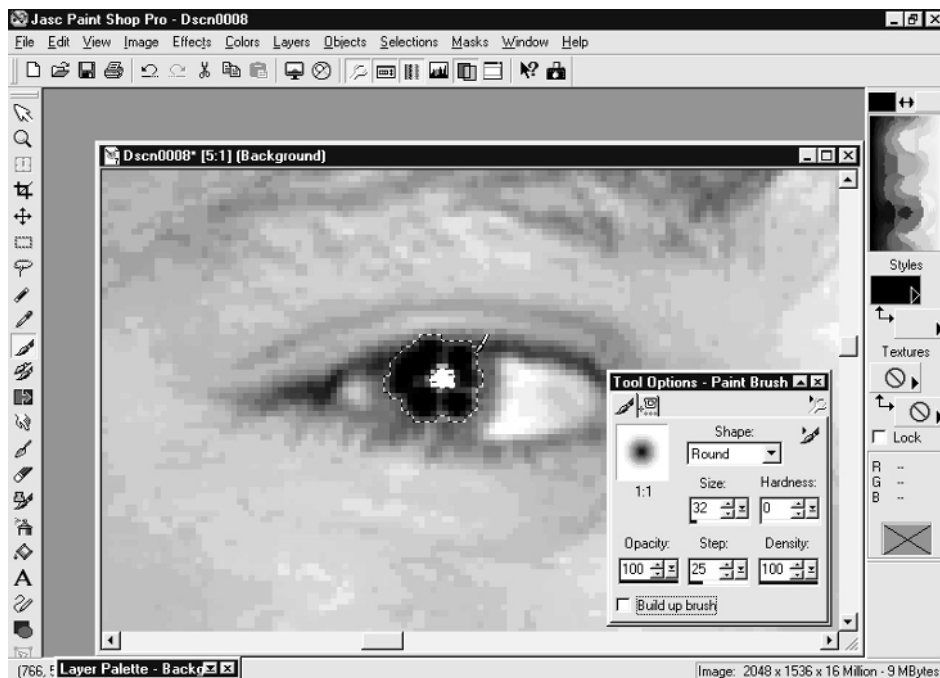 Jasc Paint Shop Pro - Dscn0008
File Edit View Image Effects Colors Layers Objects Selections Masks Window Help
Dscn0008* [5:1] (Background)
Styles
Textures
Lock
R --
G --
B --
Tool Options - Paint Brush
Shape:
Round
1:1
Size: Hardness:
32 0
Opacity: Step: Density:
100 25 100
Build up brush
A
(766, Layer Palette - Backg
Image: 2048 x 1536 x 16 Million - 9 MBytes